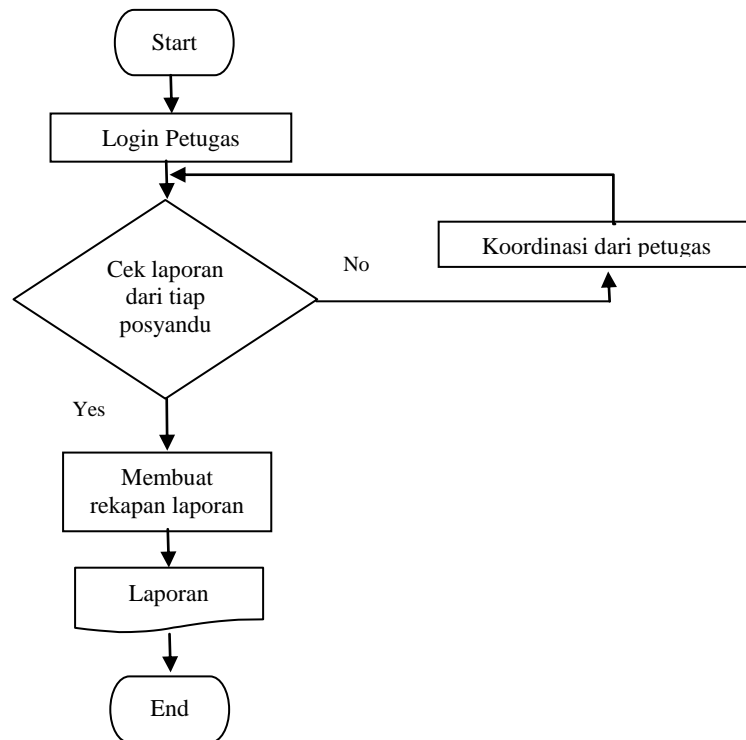 Start
Login Petugas
Cek laporan
dari tiap
posyandu
No
Koordinasi dari petugas
Yes
Membuat
rekapan laporan
Laporan
End